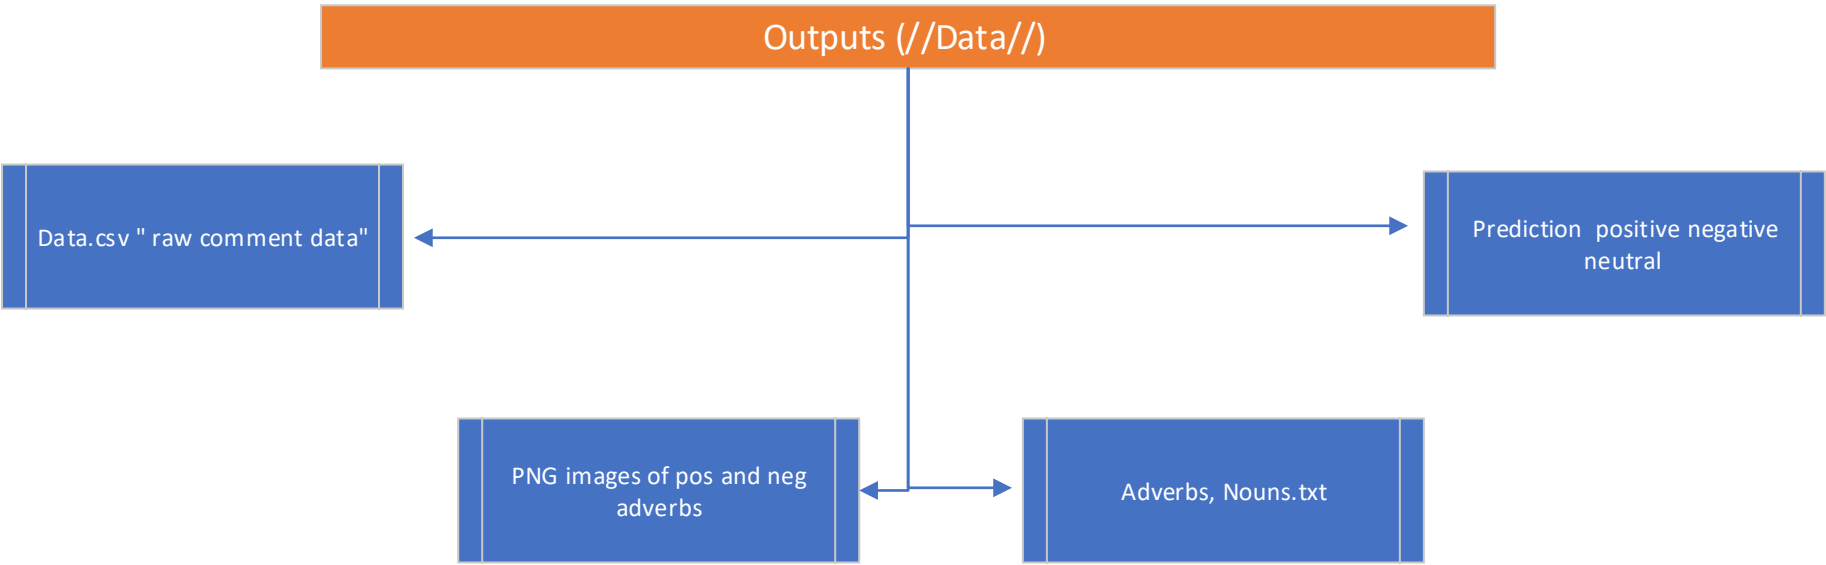 Outputs (//Data//)
Data.csv " raw comment data"
Prediction  positive negative
neutral
PNG images of pos and neg
adverbs
Adverbs, Nouns.txt